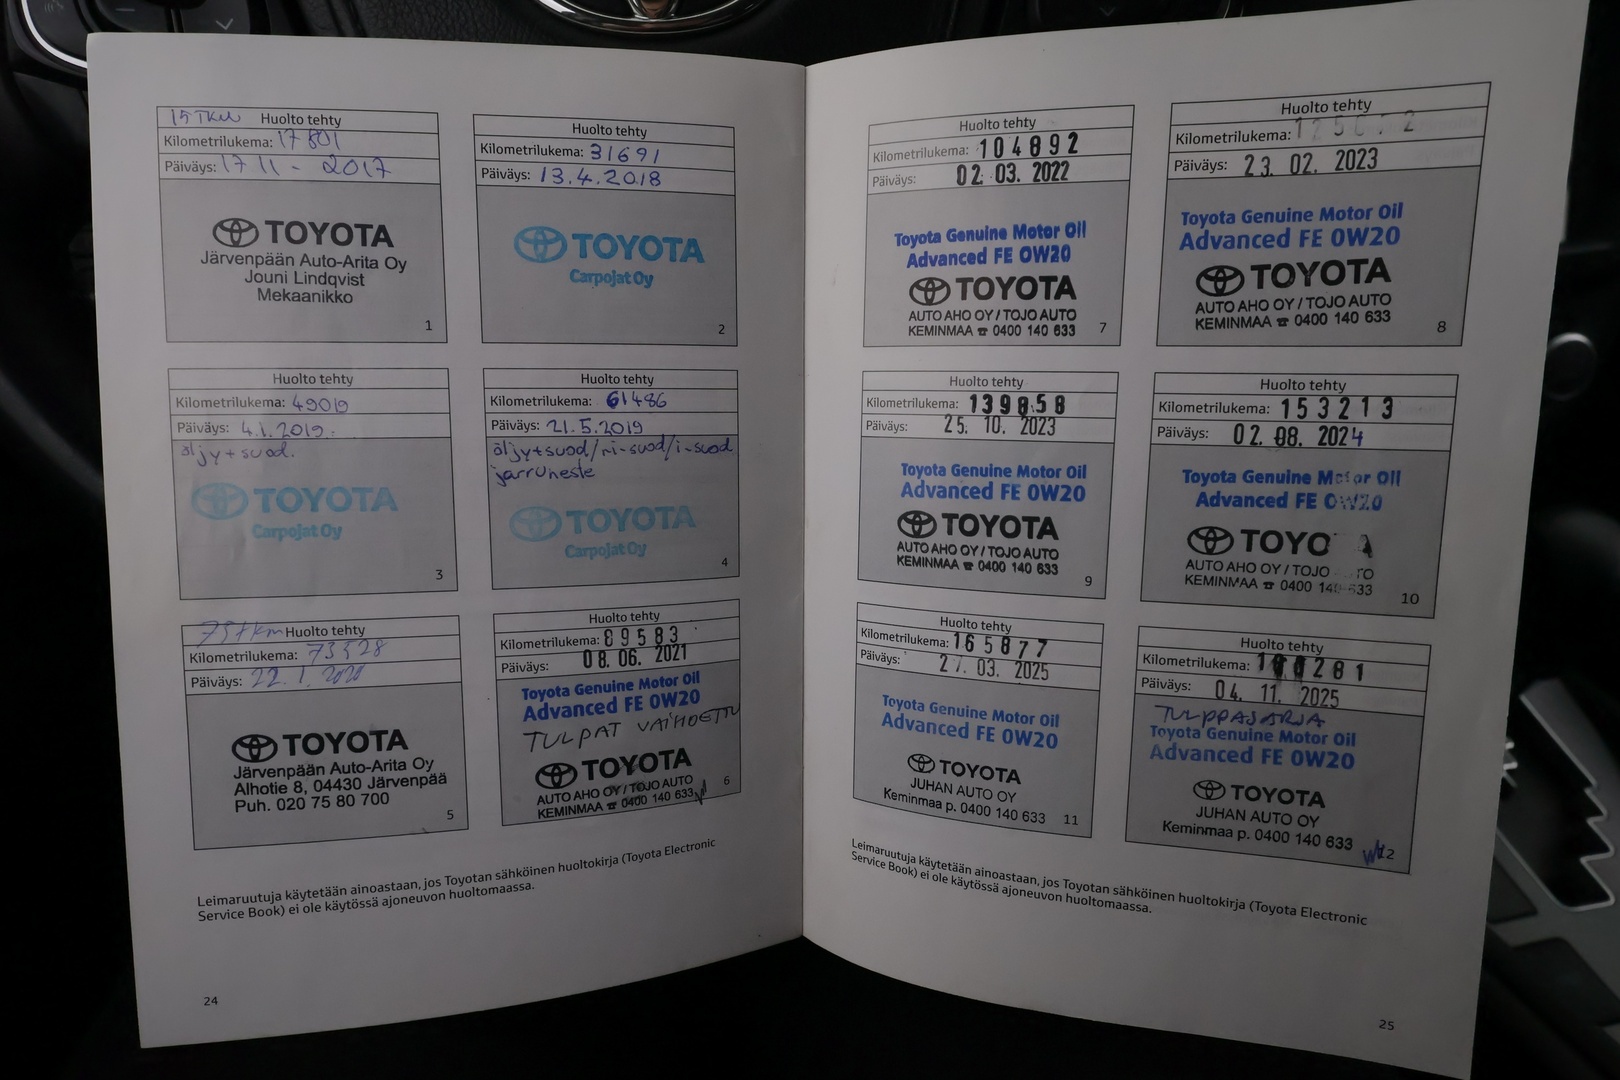 15TKM Huolto tehty
Kilometrilukema: 17801
Päiväys: 17 11 - 2017
TOYOTA
Järvenpään Auto-Arita Oy
Jouni Lindqvist
Mekaanikko
1
Huolto tehty
Kilometrilukema: 31691
Päiväys: 13.4.2018
TOYOTA
Carpojat Oy
2
Huolto tehty
Kilometrilukema: 49019
Päiväys: 4.1.2019.
öljy+suod.
TOYOTA
Carpojat Oy
3
Huolto tehty
Kilometrilukema: 61486
Päiväys: 21.5.2019
öljy+suod/ri-suod/i-suod
jarruneste
TOYOTA
Carpojat Oy
4
75tkm Huolto tehty
Kilometrilukema: 73528
Päiväys: 22.1.2020
TOYOTA
Järvenpään Auto-Arita Oy
Alhotie 8, 04430 Järvenpää
Puh. 020 75 80 700
5
Huolto tehty
Kilometrilukema: 89583
Päiväys: 08.06.2021
Toyota Genuine Motor Oil
Advanced FE 0W20
TULPAT VAIHDETTU
TOYOTA
AUTO AHO OY / TOJO AUTO
KEMINMAA ☎ 0400 140 633
6
Leimaruutuja käytetään ainoastaan, jos Toyotan sähköinen huoltokirja (Toyota Electronic
Service Book) ei ole käytössä ajoneuvon huoltomaassa.
24
Huolto tehty
Kilometrilukema: 104892
Päiväys: 02.03.2022
Toyota Genuine Motor Oil
Advanced FE 0W20
TOYOTA
AUTO AHO OY / TOJO AUTO
KEMINMAA ☎ 0400 140 633
7
Huolto tehty
Kilometrilukema:
Päiväys: 23.02.2023
Toyota Genuine Motor Oil
Advanced FE 0W20
TOYOTA
AUTO AHO OY / TOJO AUTO
KEMINMAA ☎ 0400 140 633
8
Huolto tehty
Kilometrilukema: 139858
Päiväys: 25.10.2023
Toyota Genuine Motor Oil
Advanced FE 0W20
TOYOTA
AUTO AHO OY / TOJO AUTO
KEMINMAA ☎ 0400 140 633
9
Huolto tehty
Kilometrilukema: 153213
Päiväys: 02.08.2024
Toyota Genuine Motor Oil
Advanced FE 0W20
TOYOTA
AUTO AHO OY / TOJO AUTO
KEMINMAA ☎ 0400 140 633
10
Huolto tehty
Kilometrilukema: 165877
Päiväys: 27.03.2025
Toyota Genuine Motor Oil
Advanced FE 0W20
TOYOTA
JUHAN AUTO OY
Keminmaa p. 0400 140 633
11
Huolto tehty
Kilometrilukema:
Päiväys: 04.11.2025
TULPPASARJA
Toyota Genuine Motor Oil
Advanced FE 0W20
TOYOTA
JUHAN AUTO OY
Keminmaa p. 0400 140 633
12
Leimaruutuja käytetään ainoastaan, jos Toyotan sähköinen huoltokirja (Toyota Electronic
Service Book) ei ole käytössä ajoneuvon huoltomaassa.
25